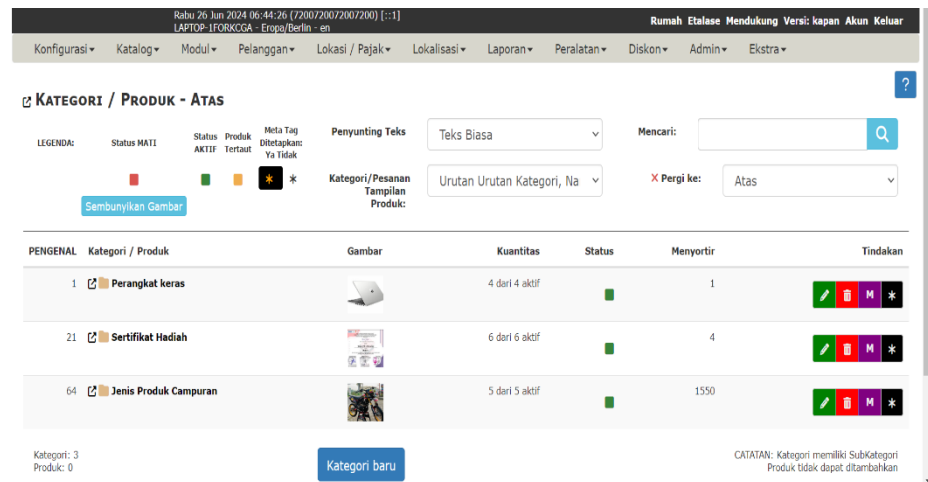 Rabu 26 Jun 2024 06:44:26 (7200720072007200) [::1]
LAPTOP-1FORKCGA - Eropa/Berlin - en
Rumah Etalase Mendukung Versi: kapan Akun Keluar
Konfigurasi Katalog Modul Pelanggan Lokasi / Pajak Lokalisasi Laporan Peralatan Diskon Admin Ekstra
?
KATEGORI / PRODUK - ATAS
LEGENDA:
Status MATI
Status AKTIF
Produk Tertaut
Meta Tag
Ditetapkan:
Ya Tidak
* *
Sembunyikan Gambar
Penyunting Teks
Teks Biasa
Mencari:
Kategori/Pesanan
Tampilan
Produk:
Urutan Urutan Kategori, Na
X Pergi ke:
Atas
PENGENAL Kategori / Produk Gambar Kuantitas Status Menyortir Tindakan
1 Perangkat keras 4 dari 4 aktif 1 M *
21 Sertifikat Hadiah 6 dari 6 aktif 4 M *
64 Jenis Produk Campuran 5 dari 5 aktif 1550 M *
Kategori: 3
Produk: 0
Kategori baru
CATATAN: Kategori memiliki SubKategori
Produk tidak dapat ditambahkan